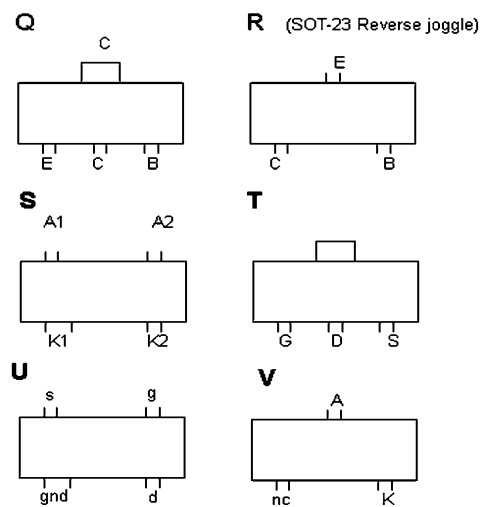 Q
C
E C B
R (SOT-23 Reverse joggle)
E
C B
S
A1 A2
K1 K2
T
G D S
U
s g
gnd d
V
A
nc K